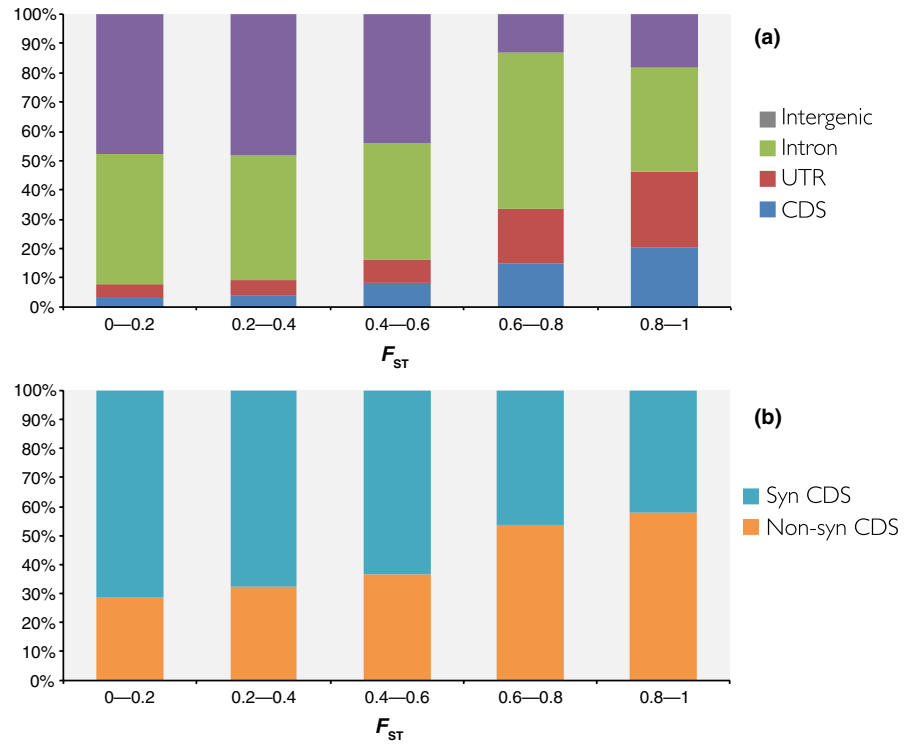 100%
90%
80%
70%
60%
50%
40%
30%
20%
10%
0%
0—0.2 0.2—0.4 0.4—0.6 0.6—0.8 0.8—1
FST
(a)
Intergenic
Intron
UTR
CDS
100%
90%
80%
70%
60%
50%
40%
30%
20%
10%
0%
0—0.2 0.2—0.4 0.4—0.6 0.6—0.8 0.8—1
FST
(b)
Syn CDS
Non-syn CDS